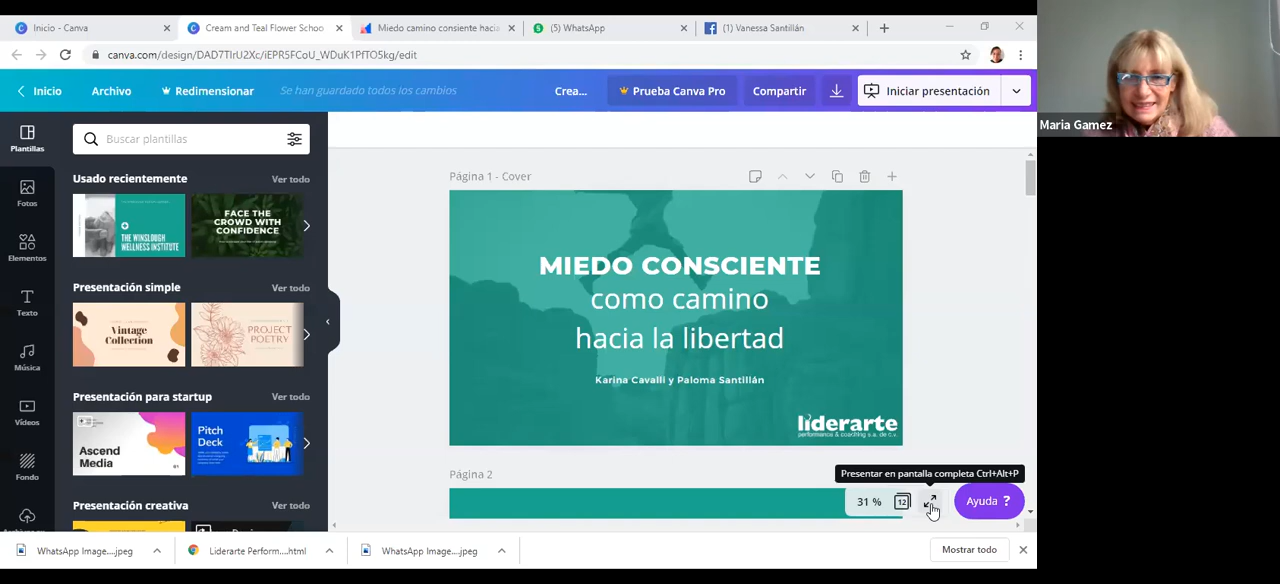 Inicio - Canva
Cream and Teal Flower Schoo
Miedo camino consiente hacia
(5) WhatsApp
(1) Vanessa Santillán
canva.com/design/DAD7TIrU2Xc/iEPR5FCoU_WDuK1PfTO5kg/edit
Inicio
Archivo
Redimensionar
Se han guardado todos los cambios
Crea...
Prueba Canva Pro
Compartir
Iniciar presentación
Maria Gamez
Plantillas
Fotos
Elementos
Texto
Música
Vídeos
Fondo
Buscar plantillas
Usado recientemente
Ver todo
THE WINSLOUGH
WELLNESS INSTITUTE
FACE THE
CROWD WITH
CONFIDENCE
Presentación simple
Ver todo
Vintage
Collection
PROJECT
POETRY
Presentación para startup
Ver todo
Ascend
Media
Pitch
Deck
Presentación creativa
Ver todo
Página 1 - Cover
MIEDO CONSCIENTE
como camino
hacia la libertad
Karina Cavalli y Paloma Santillán
liderarte
performance & coaching s.a. de c.v.
Página 2
Presentar en pantalla completa Ctrl+Alt+P
31 %
12
Ayuda ?
WhatsApp Image....jpeg
Liderarte Perform....html
WhatsApp Image....jpeg
Mostrar todo